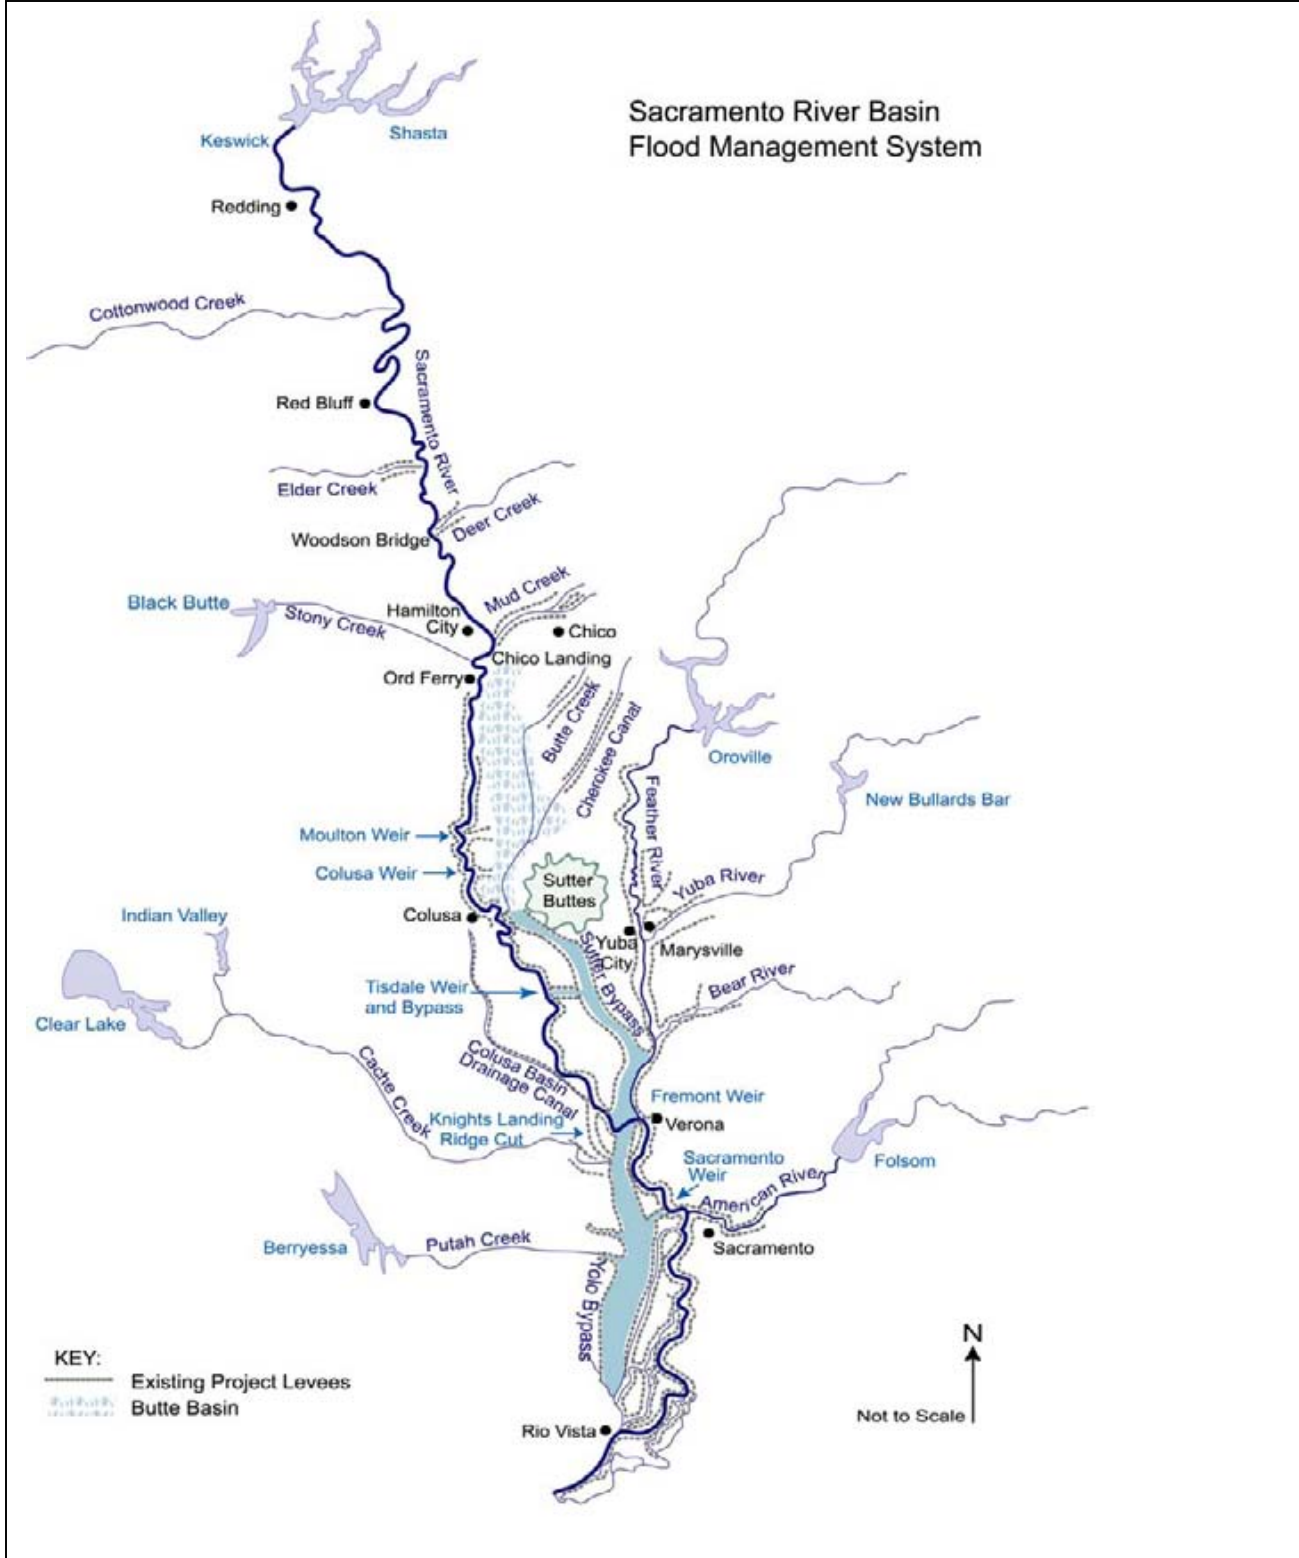 Sacramento River Basin
Flood Management System
Shasta
Keswick
Redding
Cottonwood Creek
Sacramento River
Red Bluff
Elder Creek
Deer Creek
Woodson Bridge
Mud Creek
Black Butte
Stony Creek
Hamilton
City
Chico
Chico Landing
Ord Ferry
Butte Creek
Cherokee Canal
Oroville
Feather River
New Bullards Bar
Moulton Weir
Colusa Weir
Sutter
Buttes
Yuba River
Colusa
Indian Valley
Yuba
City
Marysville
Sutter Bypass
Bear River
Tisdale Weir
and Bypass
Clear Lake
Cache Creek
Colusa Basin
Drainage Canal
Fremont Weir
Verona
Knights Landing
Ridge Cut
Sacramento
Weir
American River
Folsom
Berryessa
Putah Creek
Sacramento
Yolo Bypass
KEY:
Existing Project Levees
Butte Basin
N
Not to Scale
Rio Vista